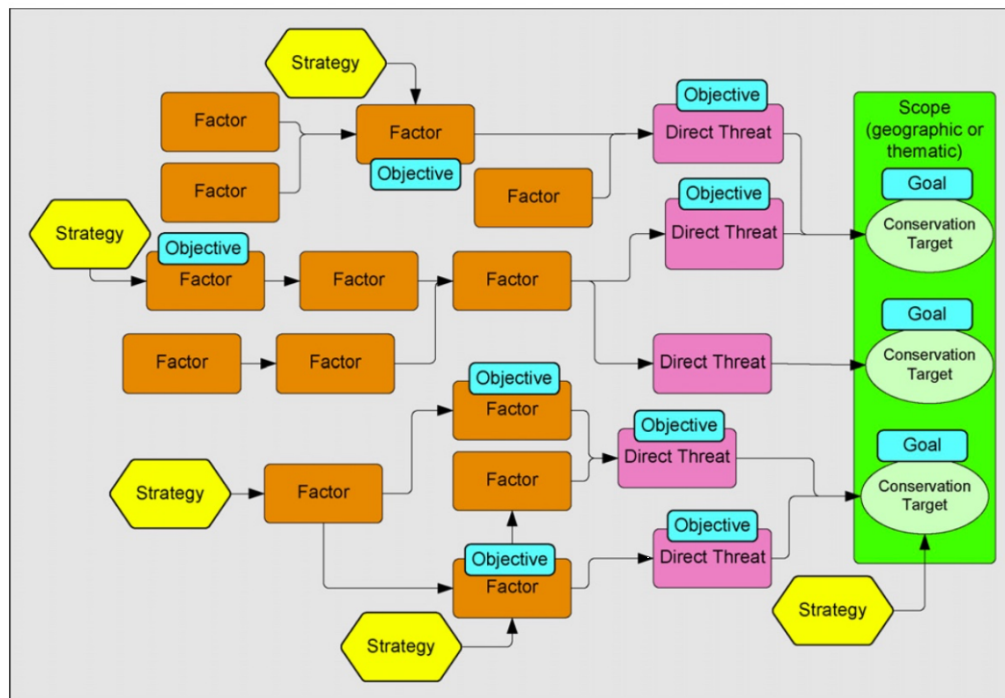 Strategy
Objective
Factor
Factor
Direct Threat
Objective
Factor
Factor
Scope
(geographic or
thematic)
Goal
Conservation
Target
Objective
Direct Threat
Strategy
Objective
Factor
Factor
Factor
Goal
Conservation
Target
Factor
Factor
Direct Threat
Objective
Factor
Objective
Direct Threat
Goal
Conservation
Target
Strategy
Factor
Factor
Objective
Factor
Objective
Direct Threat
Strategy
Strategy